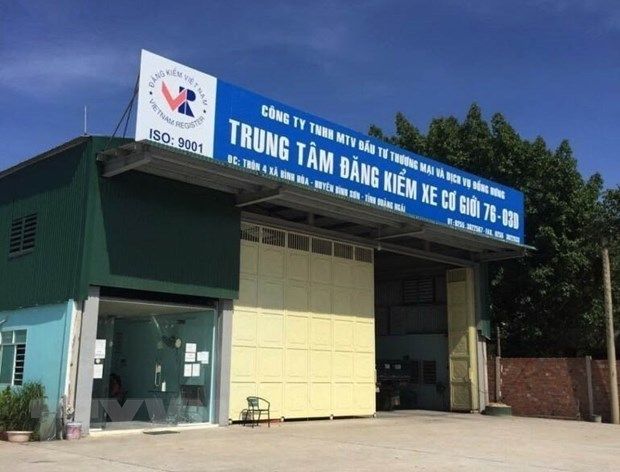 ĐĂNG KIỂM VIỆT NAM
VR
VIETNAM REGISTER
ISO: 9001
CÔNG TY TNHH MTV ĐẦU TƯ THƯƠNG MẠI VÀ DỊCH VỤ ĐỒNG HƯNG
TRUNG TÂM ĐĂNG KIỂM XE CƠ GIỚI 76-03D
ĐC: THÔN 4 XÃ BÌNH HÒA - HUYỆN BÌNH SƠN - TỈNH QUẢNG NGÃI